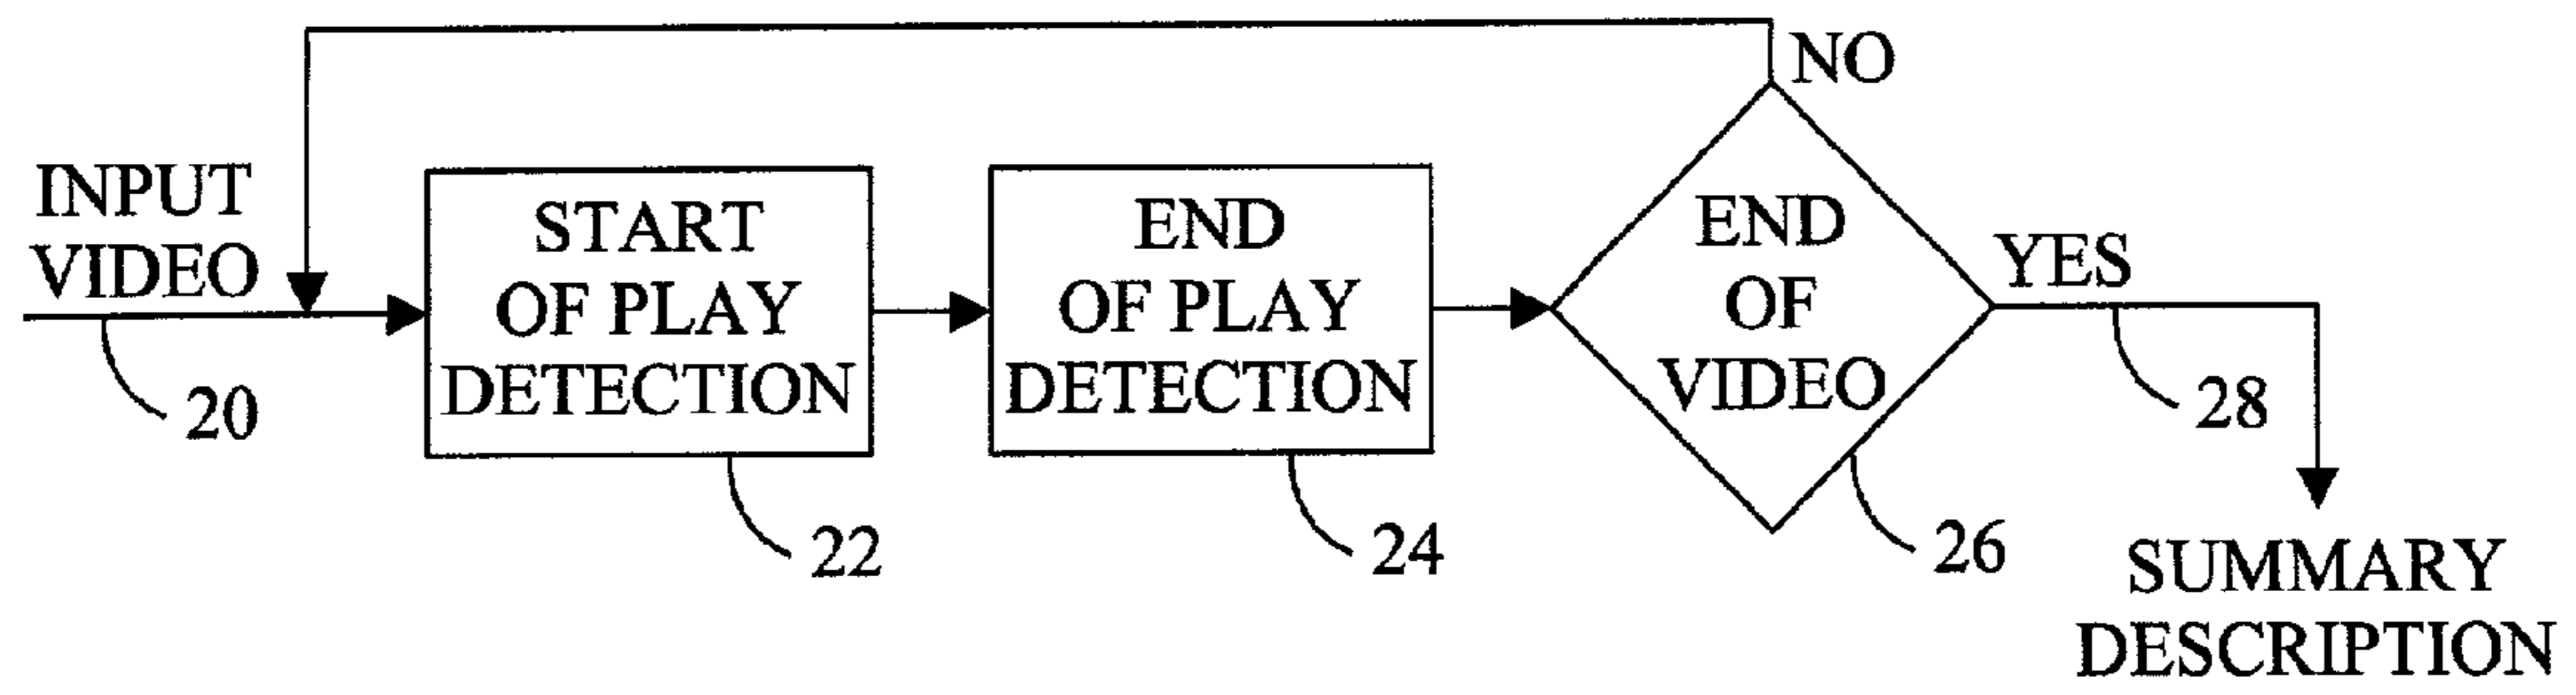 NO
INPUT
VIDEO
20
START
OF PLAY
DETECTION
22
END
OF PLAY
DETECTION
24
END
OF
VIDEO
26
YES
28
SUMMARY
DESCRIPTION